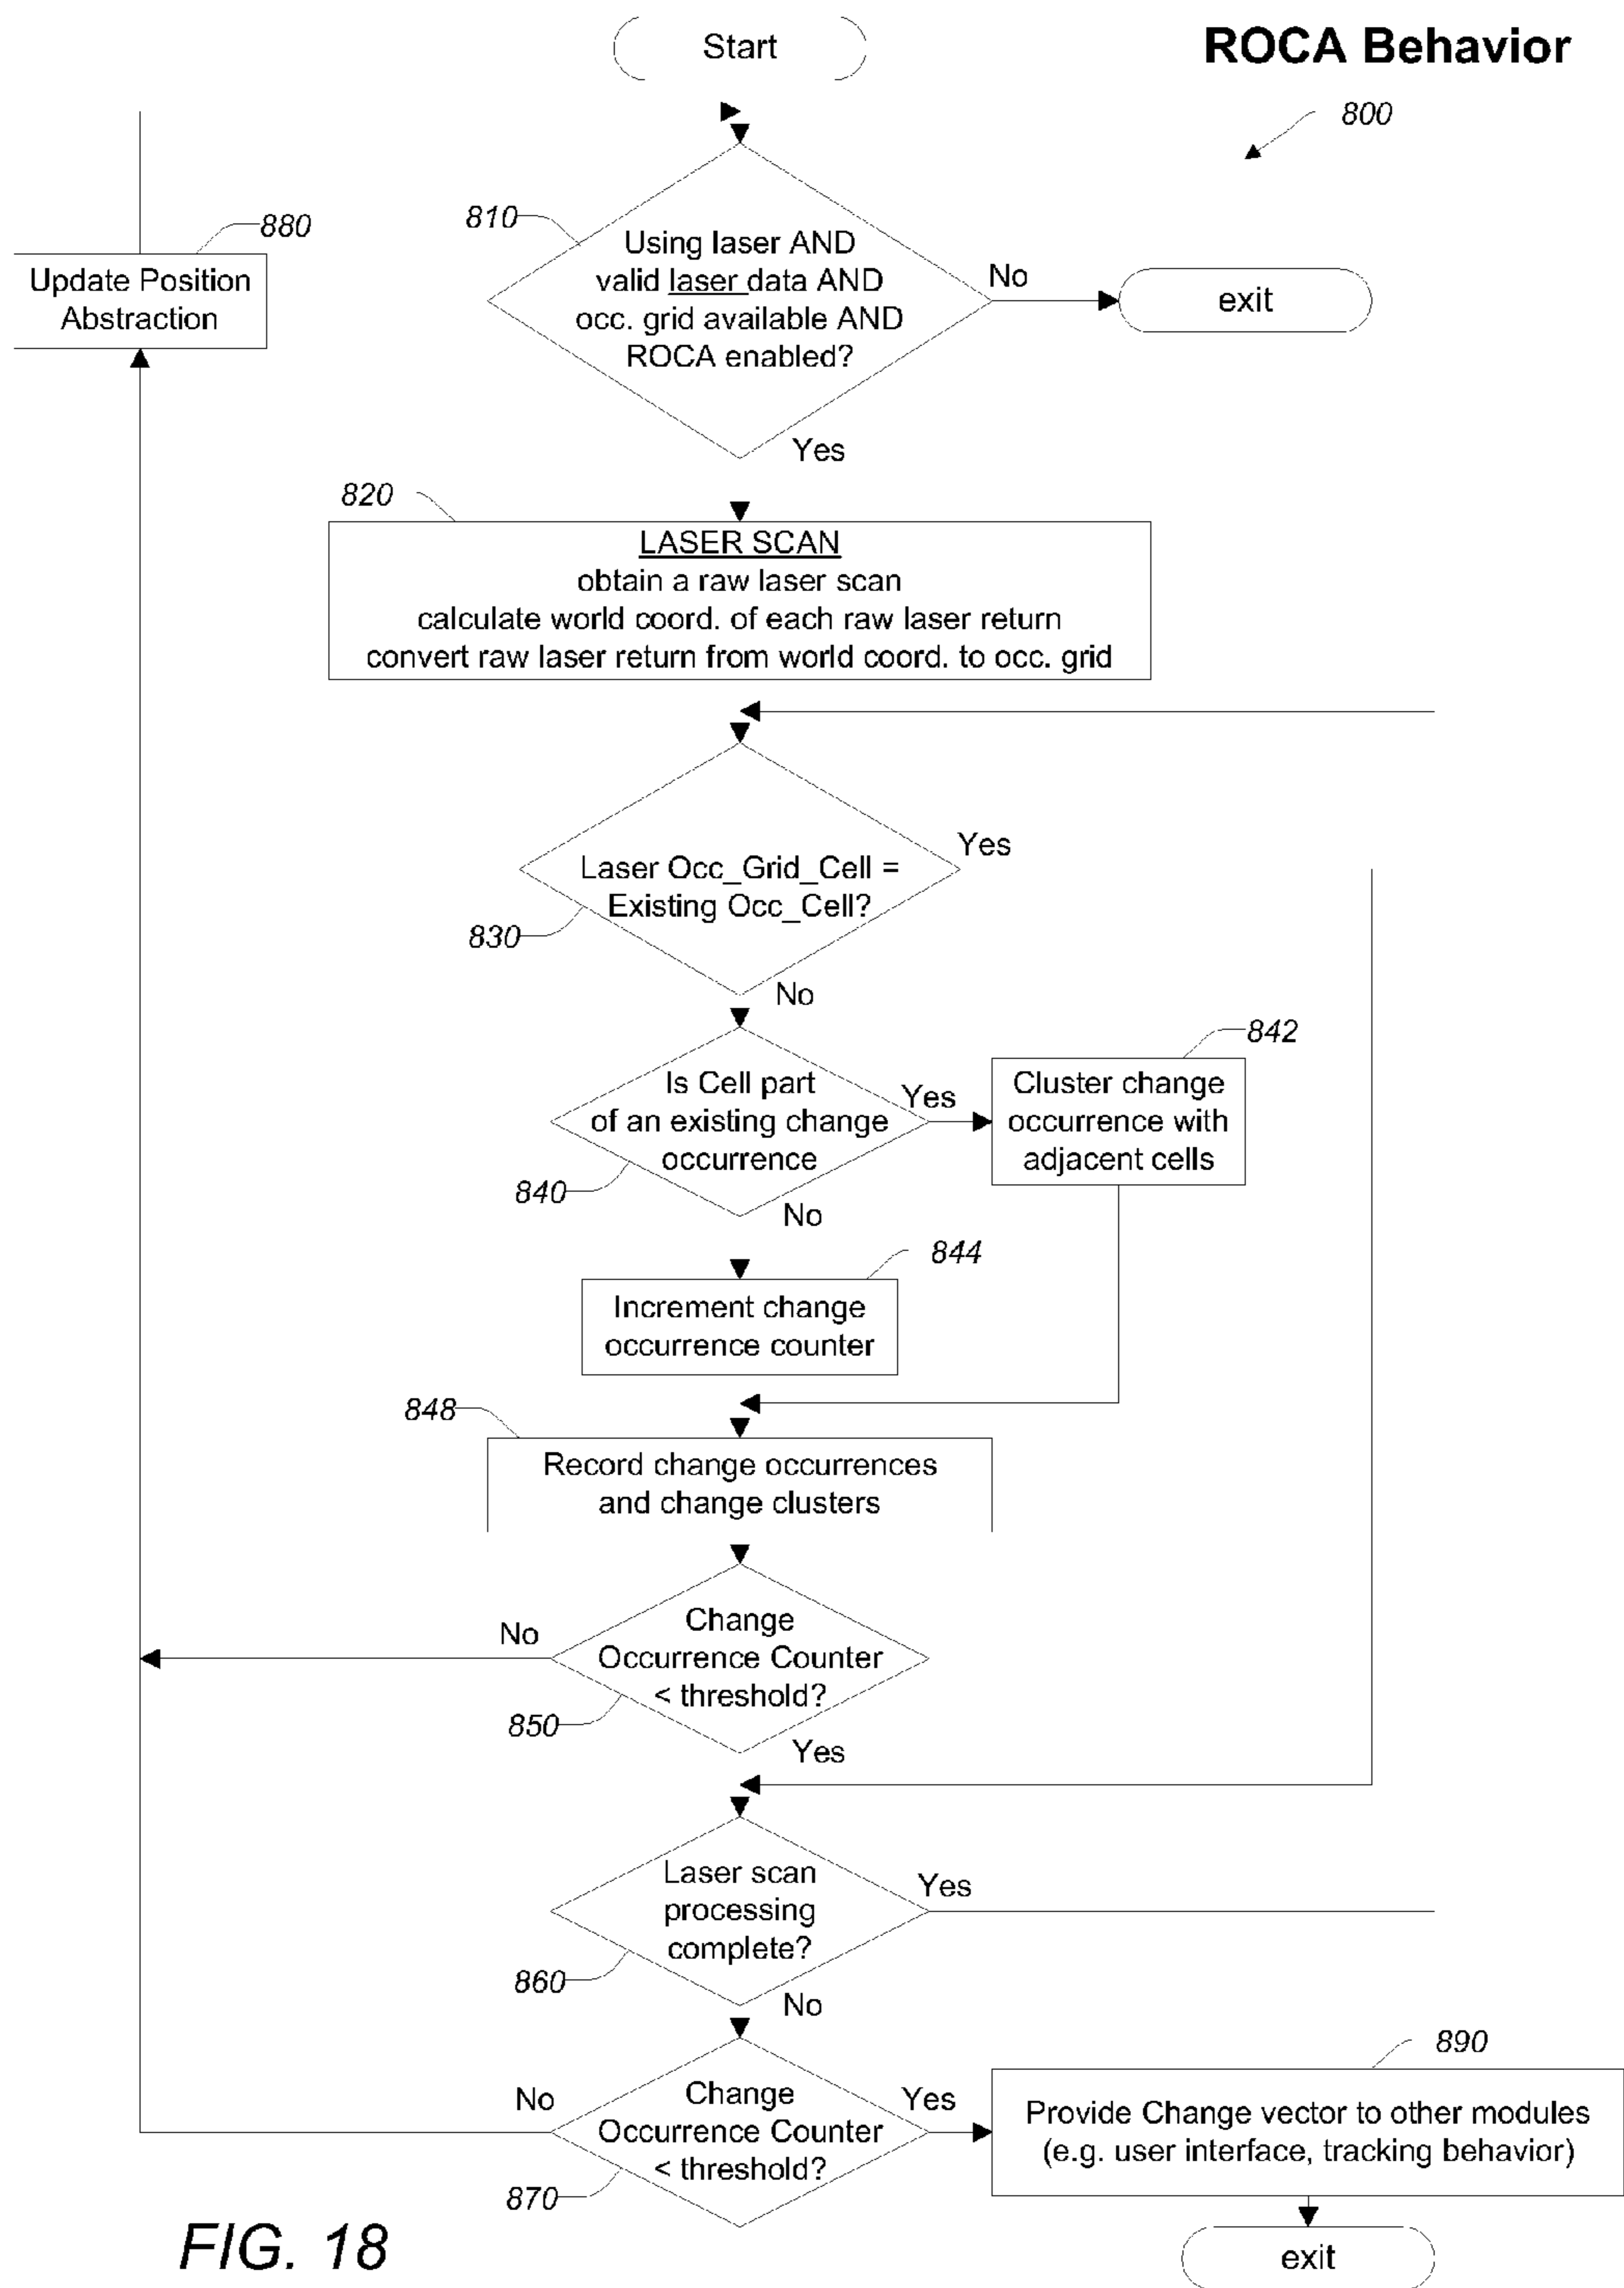 Start
ROCA Behavior
800
880
Update Position
Abstraction
810
Using laser AND
valid laser data AND
occ. grid available AND
ROCA enabled?
No
exit
Yes
820
LASER SCAN
obtain a raw laser scan
calculate world coord. of each raw laser return
convert raw laser return from world coord. to occ. grid
Yes
Laser Occ_Grid_Cell =
Existing Occ_Cell?
830
No
842
Is Cell part
of an existing change
occurrence
Yes
Cluster change
occurrence with
adjacent cells
840
No
844
Increment change
occurrence counter
848
Record change occurrences
and change clusters
No
Change
Occurrence Counter
< threshold?
850
Yes
Laser scan
processing
complete?
Yes
860
No
890
No
Change
Occurrence Counter
< threshold?
Yes
Provide Change vector to other modules
(e.g. user interface, tracking behavior)
870
FIG. 18
exit